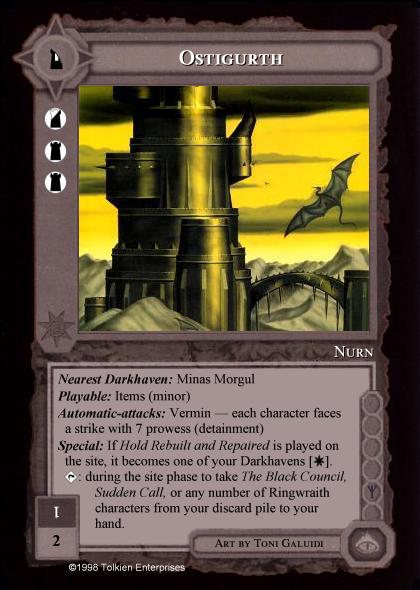 OSTIGURTH
NURN
Nearest Darkhaven: Minas Morgul
Playable: Items (minor)
Automatic-attacks: Vermin — each character faces
a strike with 7 prowess (detainment)
Special: If Hold Rebuilt and Repaired is played on
the site, it becomes one of your Darkhavens [✷].
: during the site phase to take The Black Council,
Sudden Call, or any number of Ringwraith
characters from your discard pile to your
hand.
1
2
ART BY TONI GALUIDI
©1998 Tolkien Enterprises